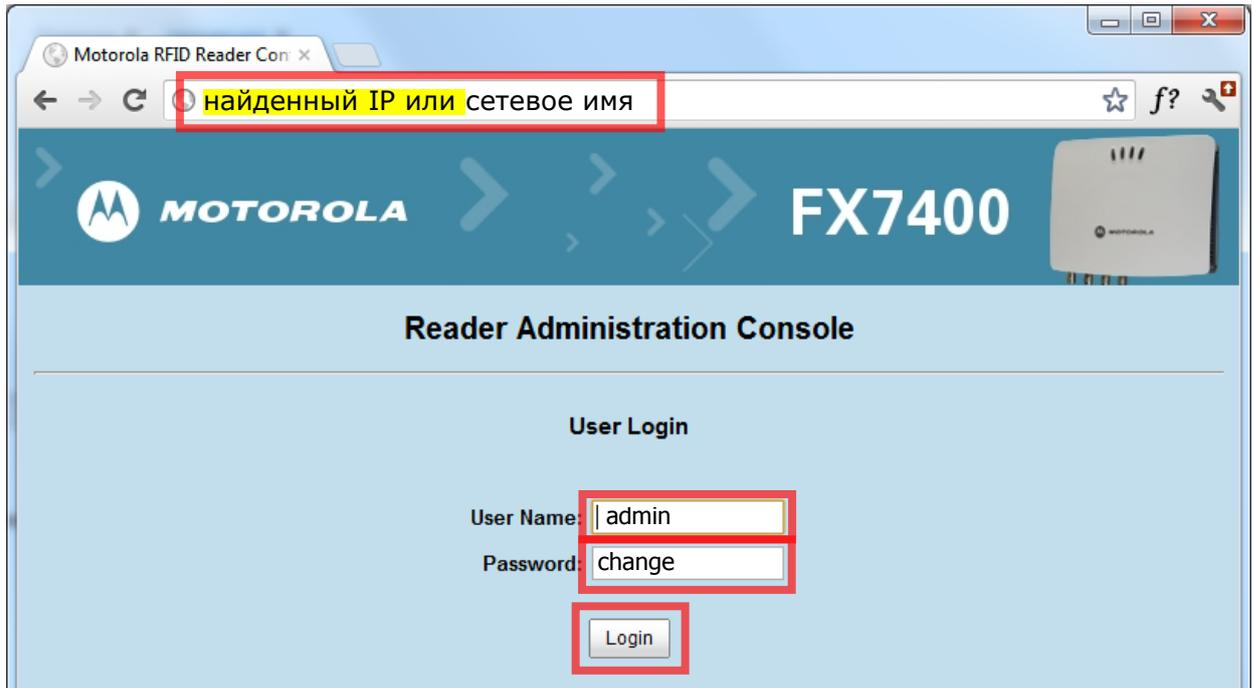 Motorola RFID Reader Con
найденный IP или сетевое имя
f?
MOTOROLA
FX7400
MOTOROLA
Reader Administration Console
User Login
User Name: admin
Password: change
Login